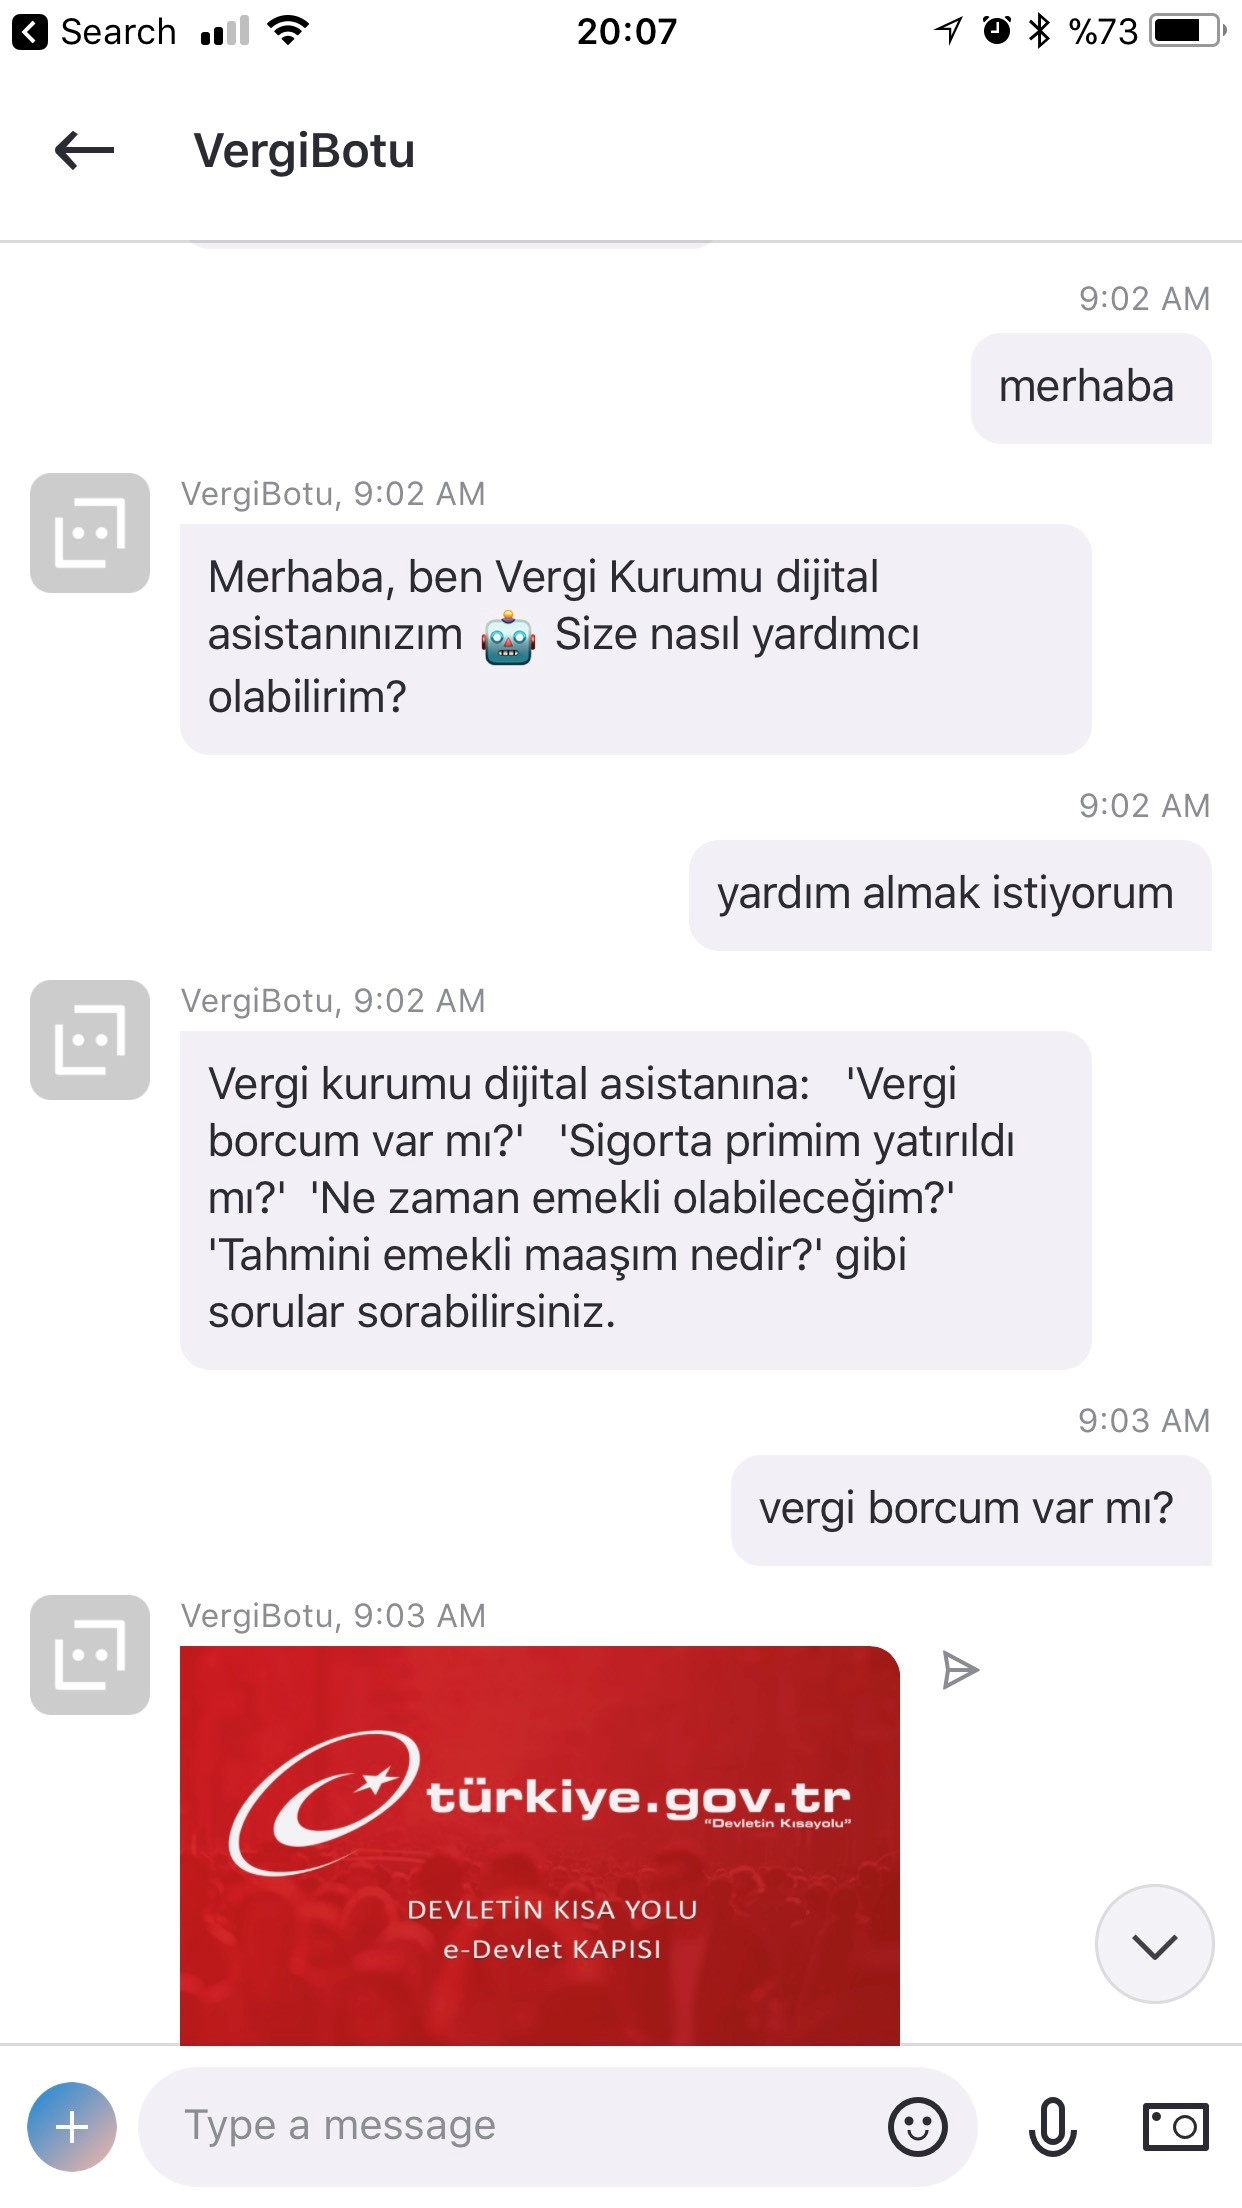 Search
20:07
%73
VergiBotu
9:02 AM
merhaba
VergiBotu, 9:02 AM
Merhaba, ben Vergi Kurumu dijital
asistanınızım 🤖 Size nasıl yardımcı
olabilirim?
9:02 AM
yardım almak istiyorum
VergiBotu, 9:02 AM
Vergi kurumu dijital asistanına: 'Vergi
borcum var mı?' 'Sigorta primim yatırıldı
mı?' 'Ne zaman emekli olabileceğim?'
'Tahmini emekli maaşım nedir?' gibi
sorular sorabilirsiniz.
9:03 AM
vergi borcum var mı?
VergiBotu, 9:03 AM
türkiye.gov.tr
“Devletin Kısayolu”
DEVLETİN KISA YOLU
e-Devlet KAPISI
Type a message